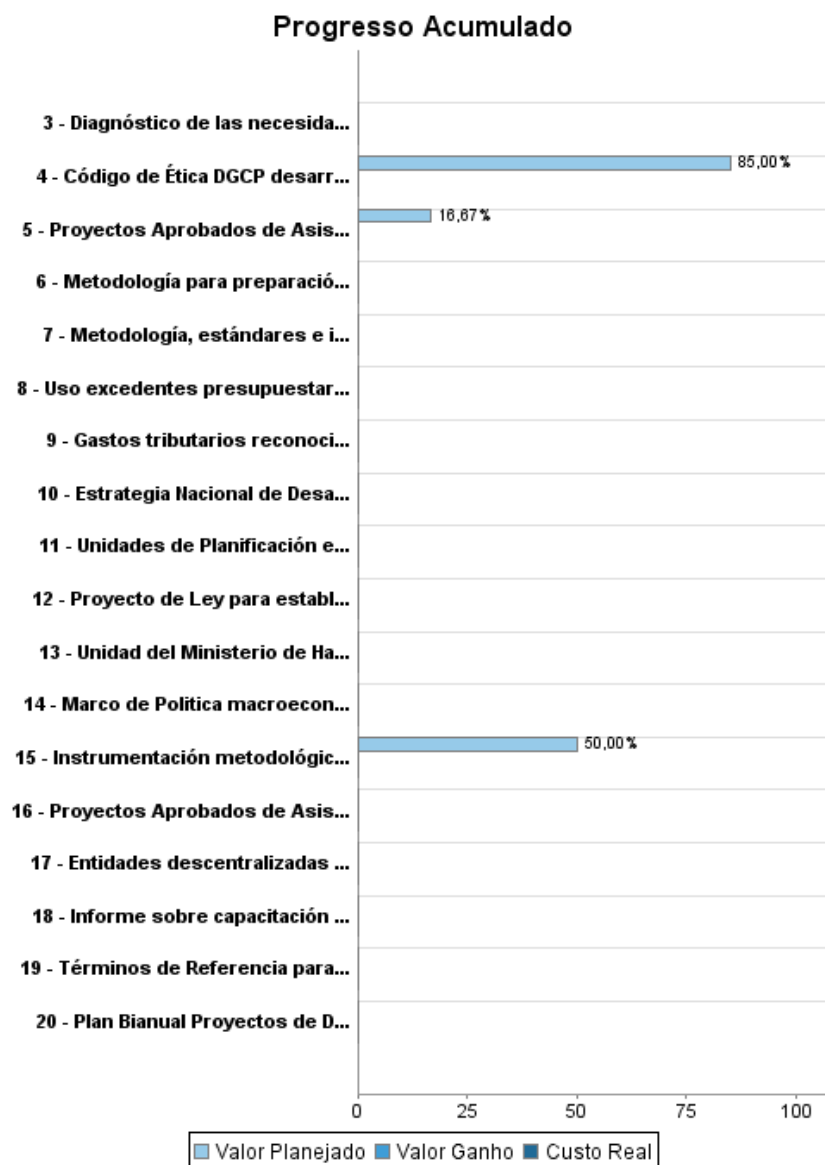 Progresso Acumulado
3 - Diagnóstico de las necesida...
4 - Código de Ética DGCP desarr...
85,00%
5 - Proyectos Aprobados de Asis...
16,67%
6 - Metodología para preparació...
7 - Metodología, estándares e i...
8 - Uso excedentes presupuestar...
9 - Gastos tributarios reconoci...
10 - Estrategia Nacional de Desa...
11 - Unidades de Planificación e...
12 - Proyecto de Ley para establ...
13 - Unidad del Ministerio de Ha...
14 - Marco de Politica macroecon...
15 - Instrumentación metodológic...
50,00%
16 - Proyectos Aprobados de Asis...
17 - Entidades descentralizadas ...
18 - Informe sobre capacitación ...
19 - Términos de Referencia para...
20 - Plan Bianual Proyectos de D...
0 25 50 75 100
Valor Planejado Valor Ganho Custo Real